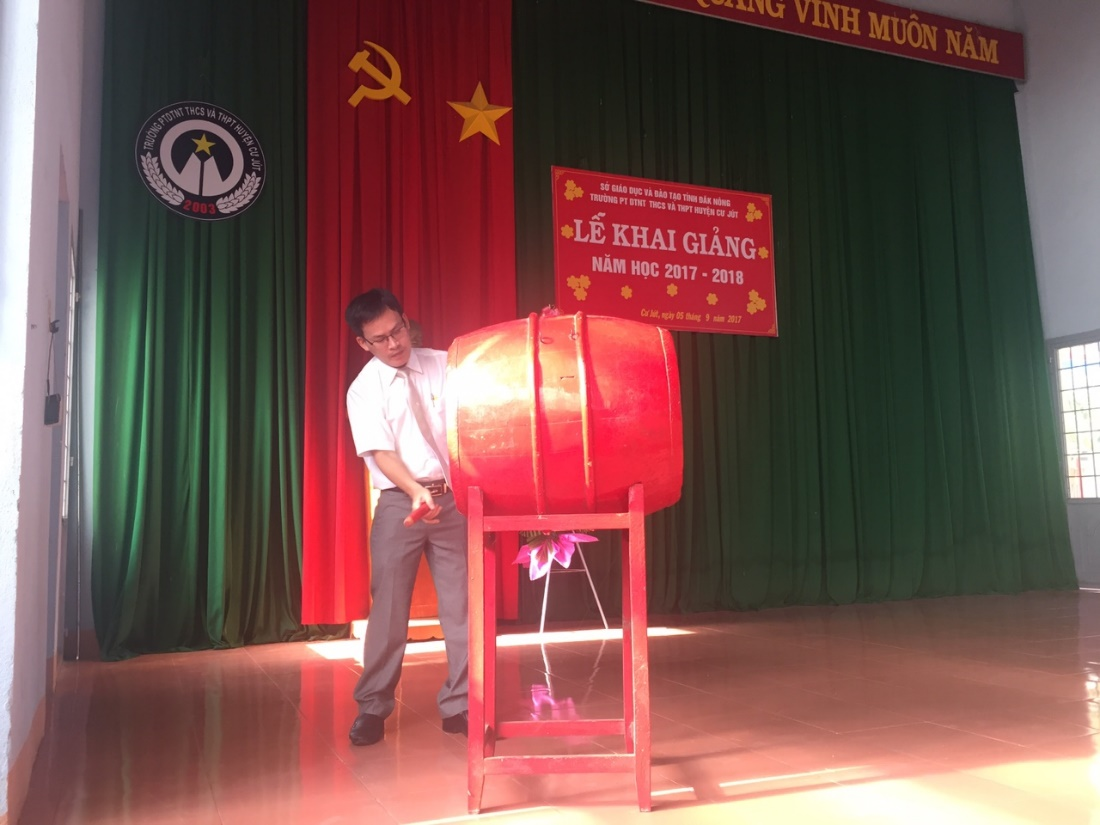 QUANG VINH MUÔN NĂM
TRƯỜNG PTDTNT THCS VÀ THPT HUYỆN CƯ JÚT
2003
SỞ GIÁO DỤC VÀ ĐÀO TẠO TỈNH ĐẮK NÔNG
TRƯỜNG PT DTNT THCS VÀ THPT HUYỆN CƯ JÚT
LỄ KHAI GIẢNG
NĂM HỌC 2017 - 2018
Cư Jút, ngày 05 tháng 9 năm 2017